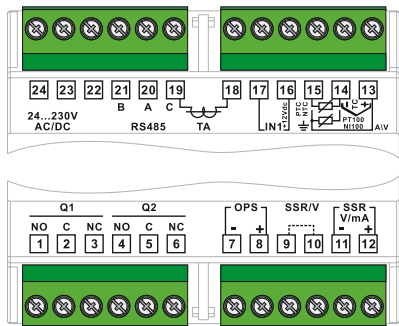 24 23 22 21 20 19 18 17 16 15 14 13
B A C
24...230V
AC/DC
RS485
TA
IN1
+12Vdc
PTC
NTC
TC
- +
PT100
NI100
A\V
Q1 Q2
OPS SSR/V SSR
V/mA
NO C NC NO C NC - + - +
1 2 3 4 5 6 7 8 9 10 11 12